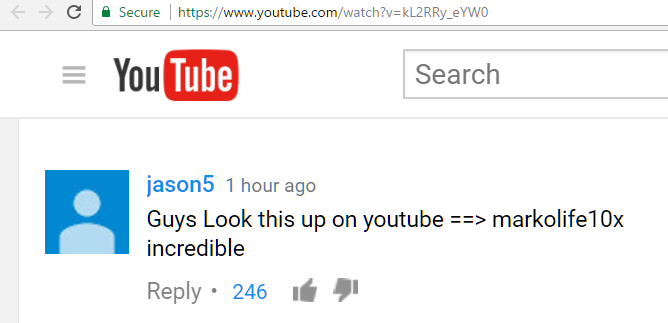 Secure https://www.youtube.com/watch?v=kL2RRy_eYW0
YouTube Search
jason5 1 hour ago
Guys Look this up on youtube ==> markolife10x
incredible
Reply • 246